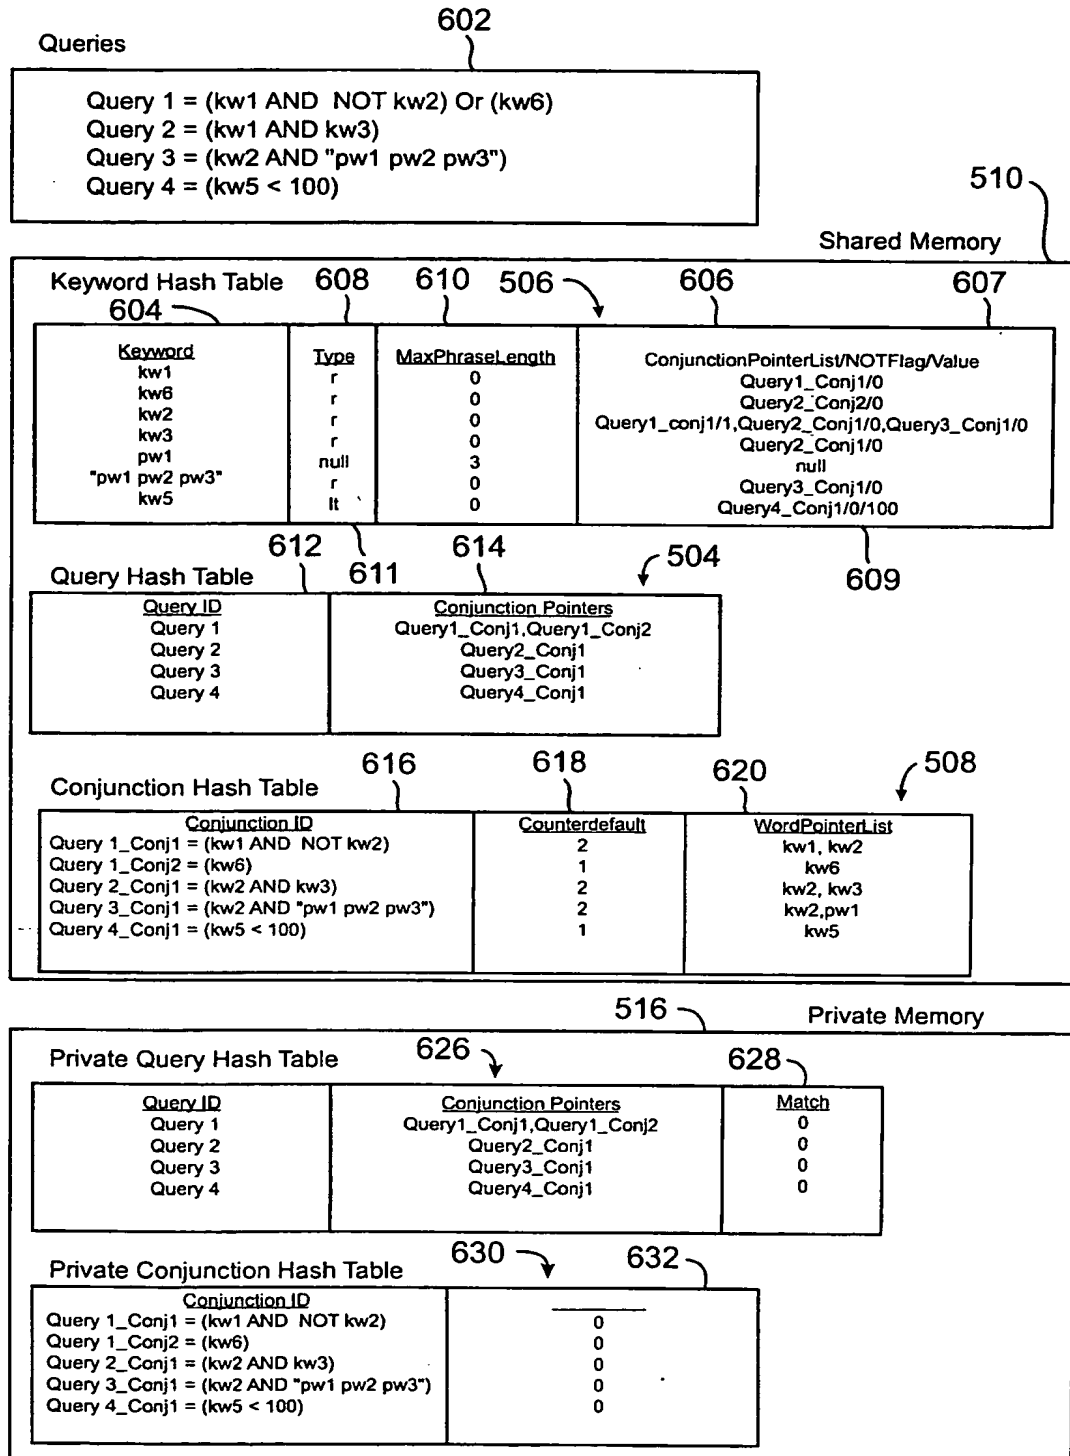 602
Queries
Query 1 = (kw1 AND NOT kw2) Or (kw6)
Query 2 = (kw1 AND kw3)
Query 3 = (kw2 AND "pw1 pw2 pw3")
Query 4 = (kw5 < 100)
510
Shared Memory
Keyword Hash Table
604
608
610
506
606
607
Keyword Type MaxPhraseLength ConjunctionPointerList/NOTFlag/Value
kw1 r 0 Query1_Conj1/0
kw6 r 0 Query2_Conj2/0
kw2 r 0 Query1_conj1/1,Query2_Conj1/0,Query3_Conj1/0
kw3 r 0 Query2_Conj1/0
pw1 null 3 null
"pw1 pw2 pw3" r 0 Query3_Conj1/0
kw5 lt 0 Query4_Conj1/0/100
612
611
614
504
609
Query Hash Table
Query ID Conjunction Pointers
Query 1 Query1_Conj1,Query1_Conj2
Query 2 Query2_Conj1
Query 3 Query3_Conj1
Query 4 Query4_Conj1
616
618
620
508
Conjunction Hash Table
Conjunction ID Counterdefault WordPointerList
Query 1_Conj1 = (kw1 AND NOT kw2) 2 kw1, kw2
Query 1_Conj2 = (kw6) 1 kw6
Query 2_Conj1 = (kw2 AND kw3) 2 kw2, kw3
Query 3_Conj1 = (kw2 AND "pw1 pw2 pw3") 2 kw2,pw1
Query 4_Conj1 = (kw5 < 100) 1 kw5
516
Private Memory
Private Query Hash Table
626
628
Query ID Conjunction Pointers Match
Query 1 Query1_Conj1,Query1_Conj2 0
Query 2 Query2_Conj1 0
Query 3 Query3_Conj1 0
Query 4 Query4_Conj1 0
630
632
Private Conjunction Hash Table
Conjunction ID
Query 1_Conj1 = (kw1 AND NOT kw2) 0
Query 1_Conj2 = (kw6) 0
Query 2_Conj1 = (kw2 AND kw3) 0
Query 3_Conj1 = (kw2 AND "pw1 pw2 pw3") 0
Query 4_Conj1 = (kw5 < 100) 0